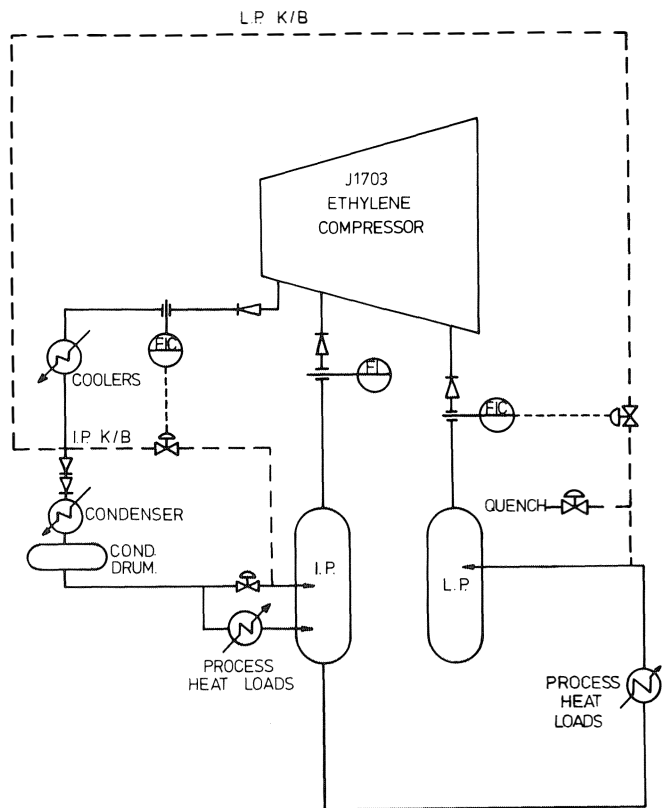 L.P. K/B
J1703
ETHYLENE
COMPRESSOR
FIC
FI
COOLERS
FIC
I.P. K/B
QUENCH
CONDENSER
COND.
DRUM.
I.P.
L.P.
PROCESS
HEAT LOADS
PROCESS
HEAT
LOADS